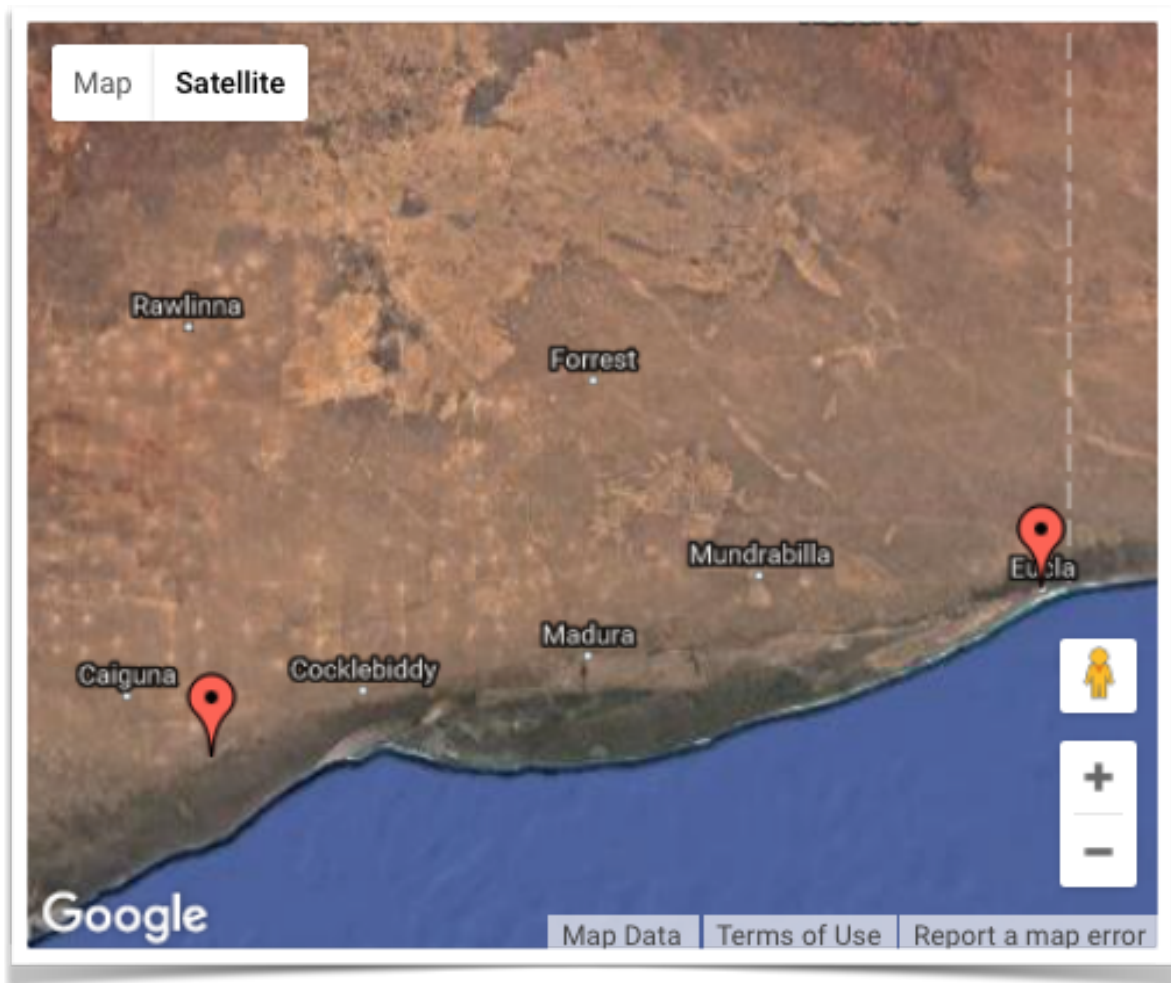 Map Satellite
Rawlinna
Forrest
Mundrabilla
Eucla
Madura
Caiguna
Cocklebiddy
+
−
Google
Map Data
Terms of Use
Report a map error